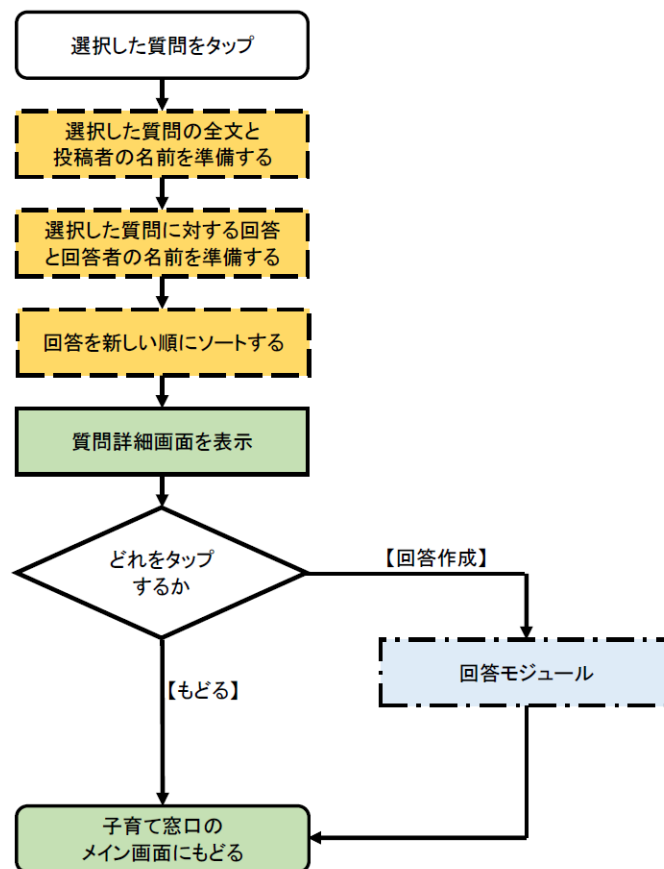 選択した質問をタップ
選択した質問の全文と
投稿者の名前を準備する
選択した質問に対する回答
と回答者の名前を準備する
回答を新しい順にソートする
質問詳細画面を表示
どれをタップ
するか
【回答作成】
回答モジュール
【もどる】
子育て窓口の
メイン画面にもどる